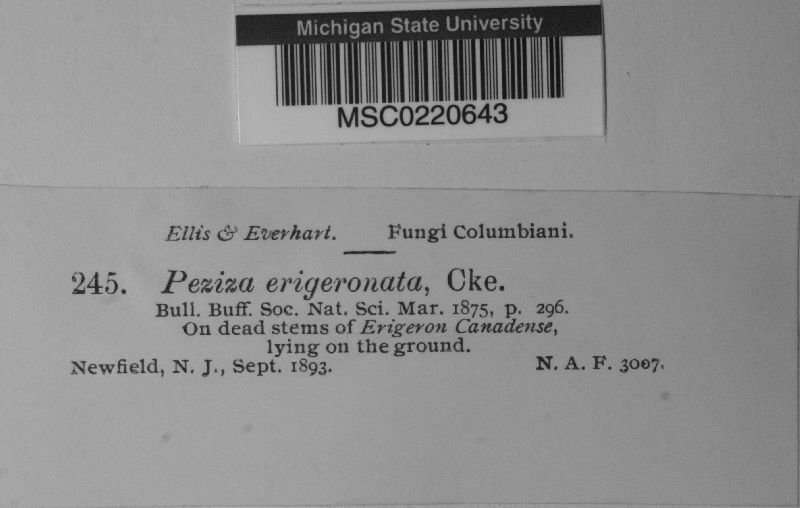 Michigan State University
MSC0220643
Ellis & Everhart. Fungi Columbiani.
245. Peziza erigeronata, Cke.
Bull. Buff. Soc. Nat. Sci. Mar. 1875, p. 296.
On dead stems of Erigeron Canadense,
lying on the ground.
Newfield, N. J., Sept. 1893. N. A. F. 3007.